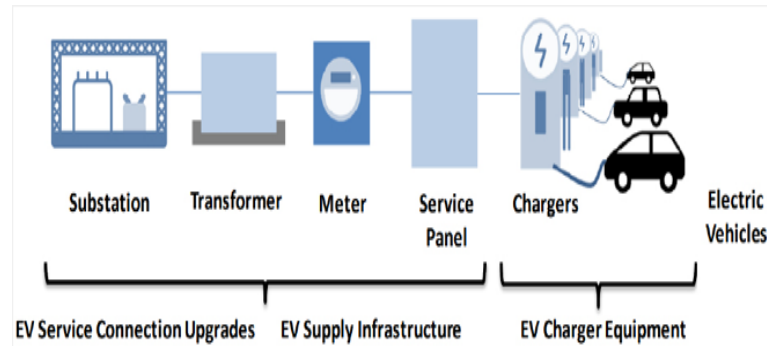 Substation
Transformer
Meter
Service
Panel
Chargers
Electric
Vehicles
EV Service Connection Upgrades
EV Supply Infrastructure
EV Charger Equipment